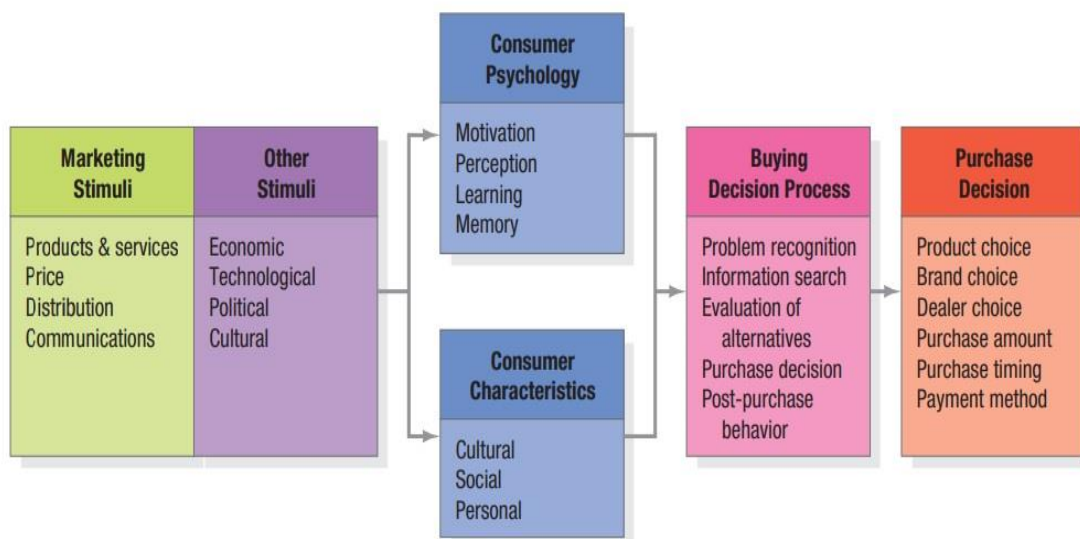 Marketing
Stimuli
Products & services
Price
Distribution
Communications
Other
Stimuli
Economic
Technological
Political
Cultural
Consumer
Psychology
Motivation
Perception
Learning
Memory
Consumer
Characteristics
Cultural
Social
Personal
Buying
Decision Process
Problem recognition
Information search
Evaluation of
alternatives
Purchase decision
Post-purchase
behavior
Purchase
Decision
Product choice
Brand choice
Dealer choice
Purchase amount
Purchase timing
Payment method